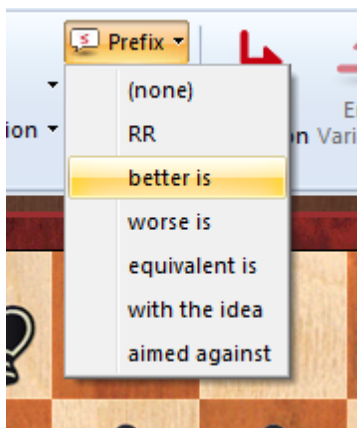 Prefix
(none)
RR
better is
worse is
equivalent is
with the idea
aimed against